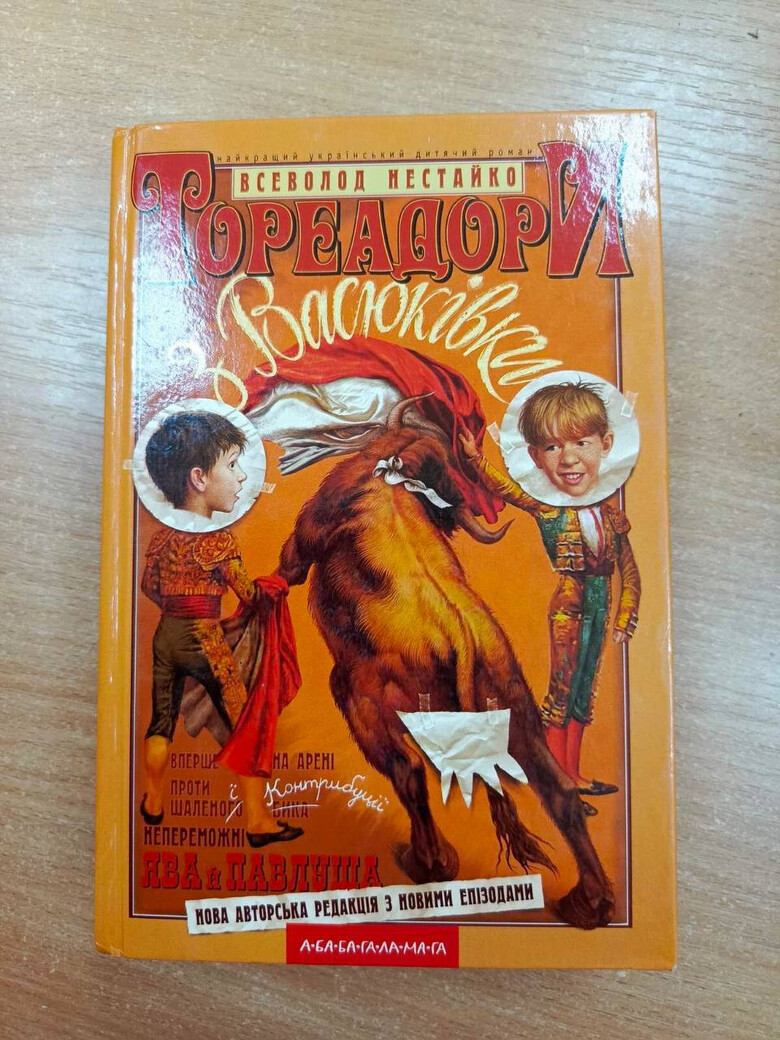 найкращий український дитячий роман
ВСЕВОЛОД НЕСТАЙКО
ТОРЕАДОРИ
з Васюківки
ВПЕРШЕ НА АРЕНІ
ПРОТИ
ШАЛЕНОГО ї БИКА Контрибуції
НЕПЕРЕМОЖНІ
ЯВА й ПАВЛУША
НОВА АВТОРСЬКА РЕДАКЦІЯ З НОВИМИ ЕПІЗОДАМИ
А-БА-БА-ГА-ЛА-МА-ГА